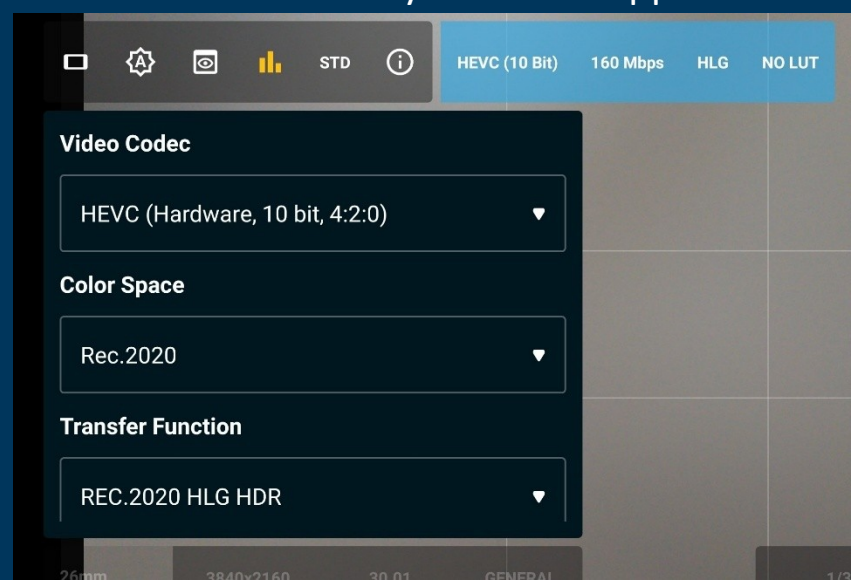 STD HEVC (10 Bit) 160 Mbps HLG NO LUT
Video Codec
HEVC (Hardware, 10 bit, 4:2:0)
Color Space
Rec.2020
Transfer Function
REC.2020 HLG HDR
26mm 3840x2160 30.01 GENERAL